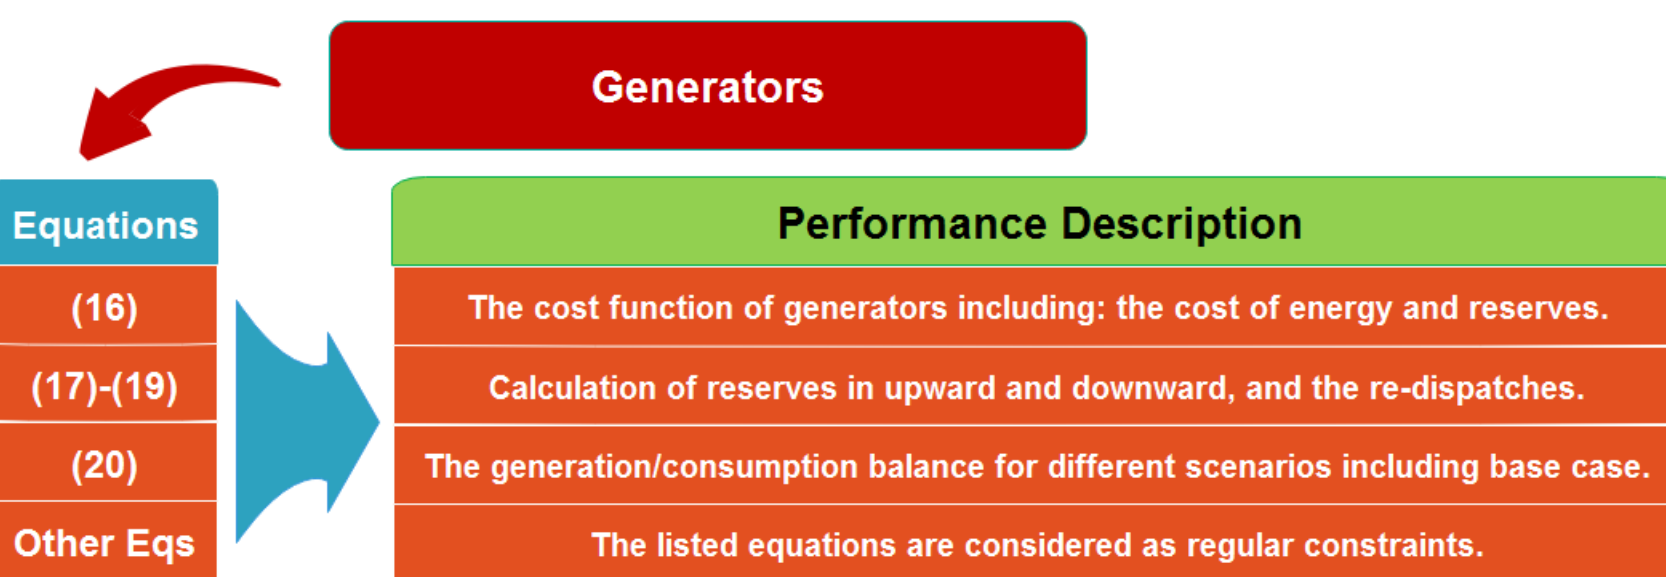 Generators
Equations
Performance Description
(16)
The cost function of generators including: the cost of energy and reserves.
(17)-(19)
Calculation of reserves in upward and downward, and the re-dispatches.
(20)
The generation/consumption balance for different scenarios including base case.
Other Eqs
The listed equations are considered as regular constraints.